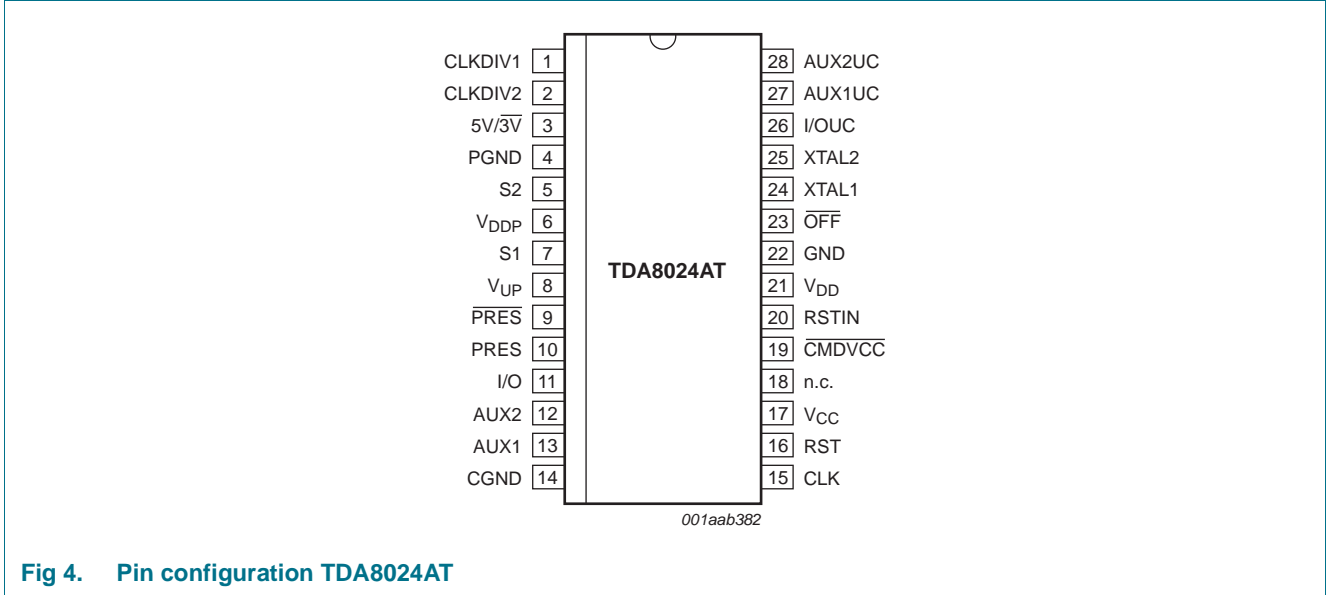 CLKDIV1 1
CLKDIV2 2
5V/3V̅ 3
PGND 4
S2 5
VDDP 6
S1 7
VUP 8
P̅R̅E̅S̅ 9
PRES 10
I/O 11
AUX2 12
AUX1 13
CGND 14
TDA8024AT
28 AUX2UC
27 AUX1UC
26 I/OUC
25 XTAL2
24 XTAL1
23 O̅F̅F̅
22 GND
21 VDD
20 RSTIN
19 C̅M̅D̅V̅C̅C̅
18 n.c.
17 VCC
16 RST
15 CLK
001aab382
Fig 4. Pin configuration TDA8024AT